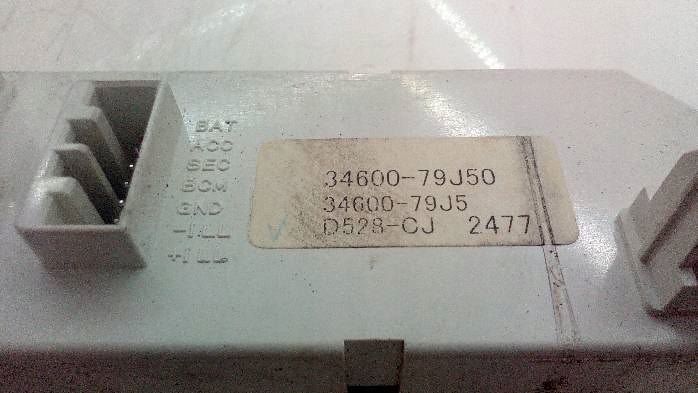 BAT
ACC
SEC
BCM
GND
-ILL
+ILL
34600-79J50
34600-79J5
D528-CJ 2477